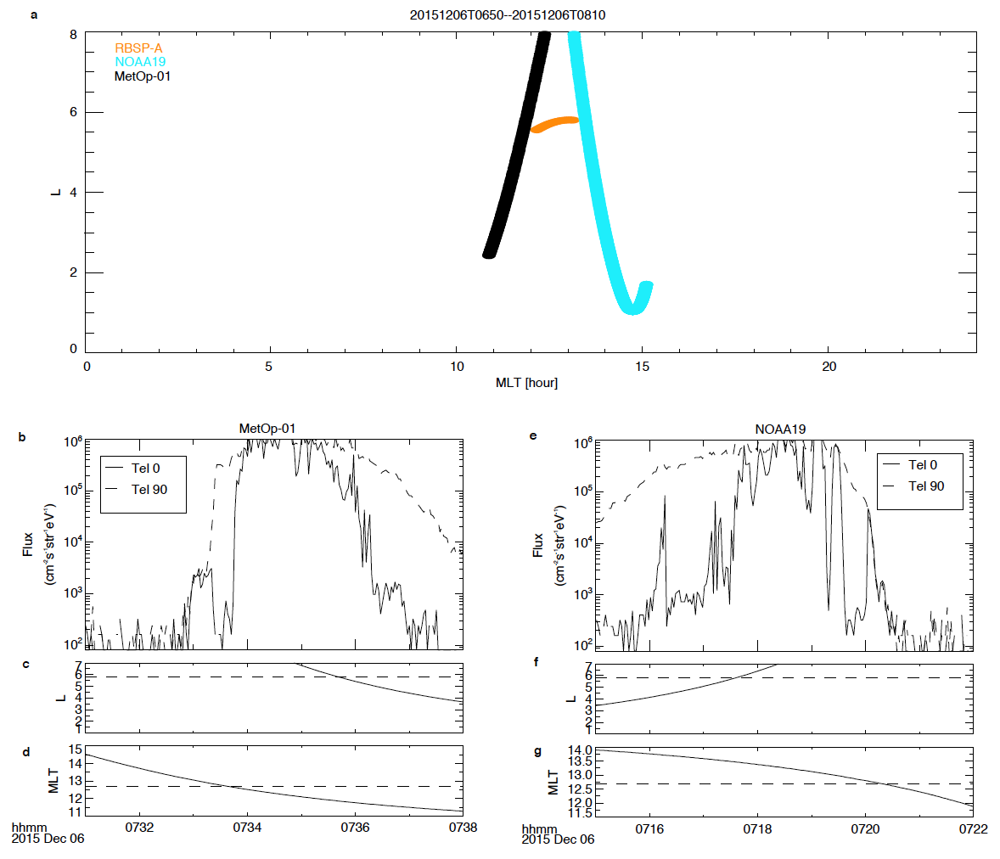 a
20151206T0650--20151206T0810
8
6
4
2
0
L
RBSP-A
NOAA19
MetOp-01
0
5
10
15
20
MLT [hour]
b
MetOp-01
10^6
10^5
10^4
10^3
10^2
Flux
(cm^-2s^-1str^-1eV^-1)
Tel 0
Tel 90
c
7
6
5
4
3
2
1
L
d
15
14
13
12
11
MLT
hhmm
2015 Dec 06
0732
0734
0736
0738
e
NOAA19
10^6
10^5
10^4
10^3
10^2
Flux
(cm^-2s^-1str^-1eV^-1)
Tel 0
Tel 90
f
7
6
5
4
3
2
1
L
g
14.0
13.5
13.0
12.5
12.0
11.5
MLT
hhmm
2015 Dec 06
0716
0718
0720
0722